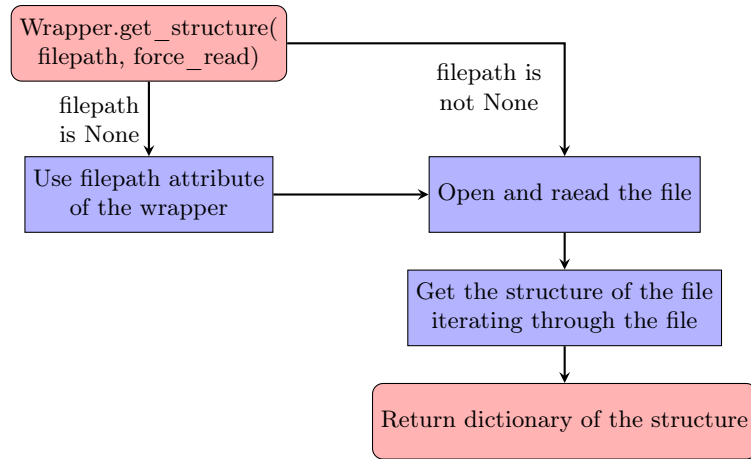 Wrapper.get_structure(
filepath, force_read)
filepath is
not None
filepath
is None
Use filepath attribute
of the wrapper
Open and raead the file
Get the structure of the file
iterating through the file
Return dictionary of the structure